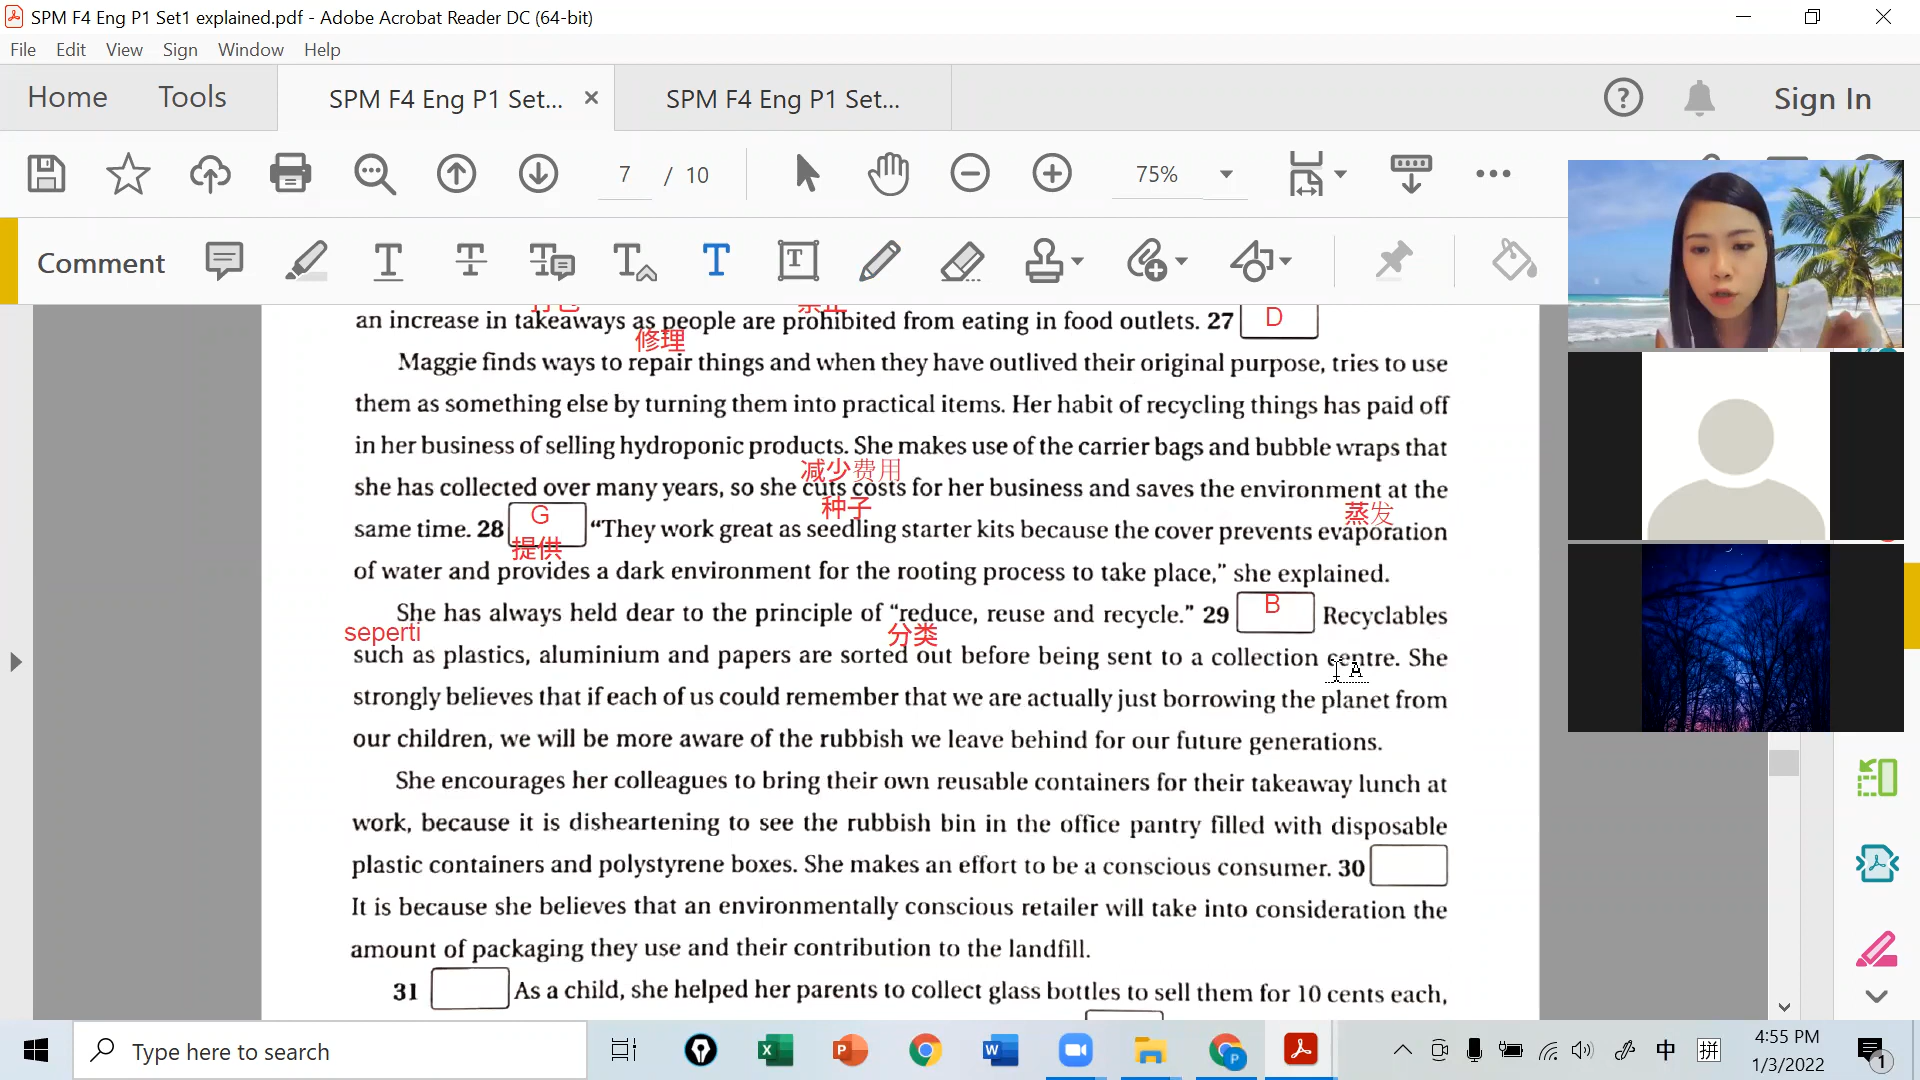 SPM F4 Eng P1 Set1 explained.pdf - Adobe Acrobat Reader DC (64-bit)
File Edit View Sign Window Help
Home Tools SPM F4 Eng P1 Set... SPM F4 Eng P1 Set... Sign In
7 / 10 75%
Comment
an increase in takeaways as people are prohibited from eating in food outlets. 27 D
修理
Maggie finds ways to repair things and when they have outlived their original purpose, tries to use
them as something else by turning them into practical items. Her habit of recycling things has paid off
in her business of selling hydroponic products. She makes use of the carrier bags and bubble wraps that
减少费用
she has collected over many years, so she cuts costs for her business and saves the environment at the
种子 蒸发
same time. 28 G “They work great as seedling starter kits because the cover prevents evaporation
提供
of water and provides a dark environment for the rooting process to take place,” she explained.
She has always held dear to the principle of “reduce, reuse and recycle.” 29 B Recyclables
seperti 分类
such as plastics, aluminium and papers are sorted out before being sent to a collection centre. She
strongly believes that if each of us could remember that we are actually just borrowing the planet from
our children, we will be more aware of the rubbish we leave behind for our future generations.
She encourages her colleagues to bring their own reusable containers for their takeaway lunch at
work, because it is disheartening to see the rubbish bin in the office pantry filled with disposable
plastic containers and polystyrene boxes. She makes an effort to be a conscious consumer. 30
It is because she believes that an environmentally conscious retailer will take into consideration the
amount of packaging they use and their contribution to the landfill.
31 As a child, she helped her parents to collect glass bottles to sell them for 10 cents each,
Type here to search
中 拼
4:55 PM
1/3/2022
1